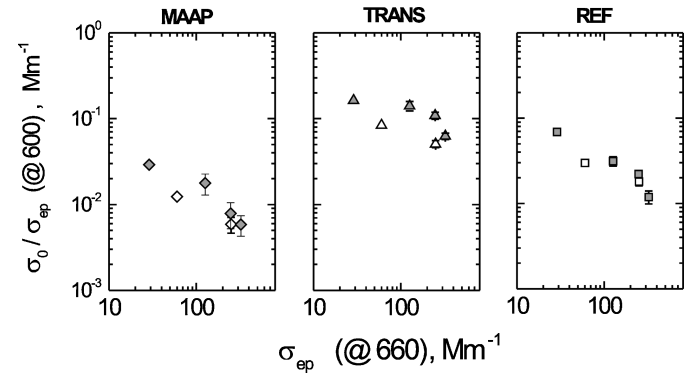 MAAP TRANS REF
10⁰
10⁻¹
10⁻²
10⁻³
σ₀ / σₑₚ (@ 600) , Mm⁻¹
10 100 10 100 10 100
σₑₚ (@ 660), Mm⁻¹